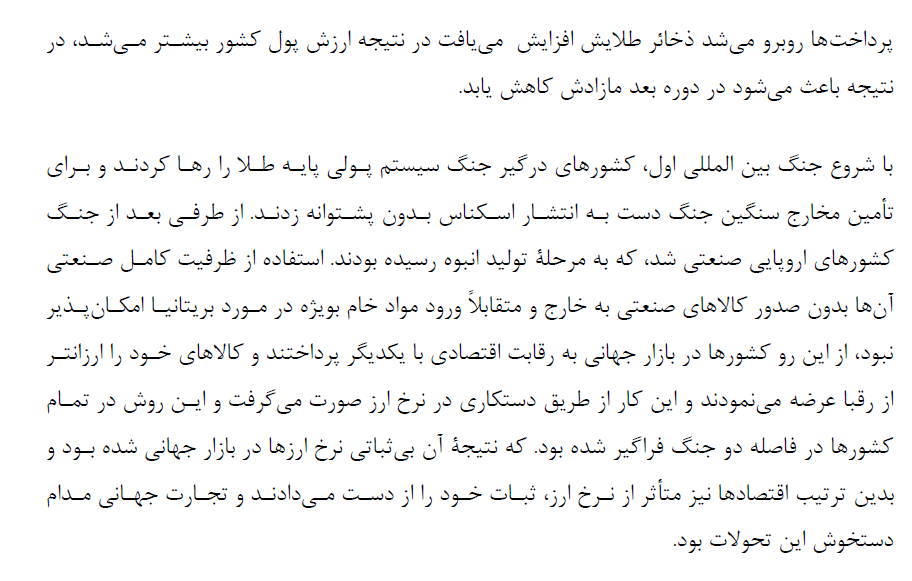 پرداخت‌ها روبرو می‌شد ذخائر طلایش افزایش می‌یافت در نتیجه ارزش پول کشور بیشتر می‌شد، در
نتیجه باعث می‌شود در دوره بعد مازادش کاهش یابد.
با شروع جنگ بین المللی اول، کشورهای درگیر جنگ سیستم پولی پایه طلا را رها کردند و برای
تأمین مخارج سنگین جنگ دست به انتشار اسکناس بدون پشتوانه زدند. از طرفی بعد از جنگ
کشورهای اروپایی صنعتی شد، که به مرحلۀ تولید انبوه رسیده بودند. استفاده از ظرفیت کامل صنعتی
آن‌ها بدون صدور کالاهای صنعتی به خارج و متقابلاً ورود مواد خام بویژه در مورد بریتانیا امکان‌پذیر
نبود، از این رو کشورها در بازار جهانی به رقابت اقتصادی با یکدیگر پرداختند و کالاهای خود را ارزانتر
از رقبا عرضه می‌نمودند و این کار از طریق دستکاری در نرخ ارز صورت می‌گرفت و این روش در تمام
کشورها در فاصله دو جنگ فراگیر شده بود. که نتیجۀ آن بی‌ثباتی نرخ ارزها در بازار جهانی شده بود و
بدین ترتیب اقتصادها نیز متأثر از نرخ ارز، ثبات خود را از دست می‌دادند و تجارت جهانی مدام
دستخوش این تحولات بود.